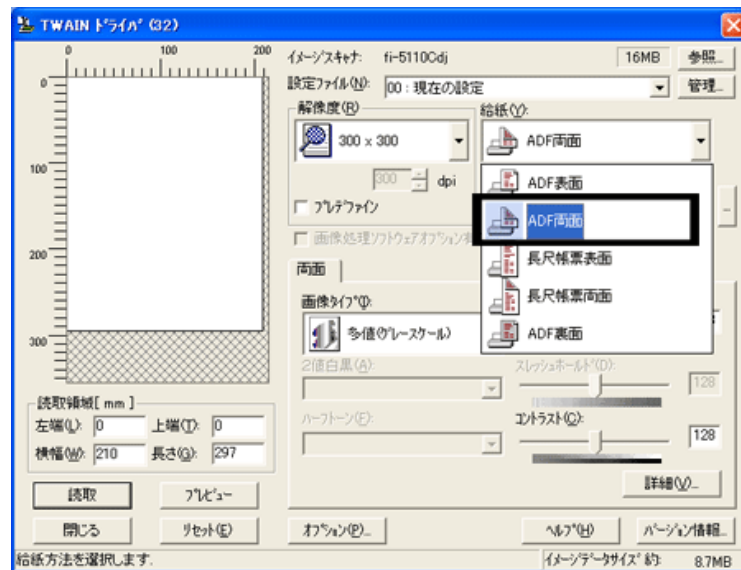 TWAIN ドライバ (32)
0 100 200
0
100
200
300
イメージスキャナ: fi-5110Cdj 16MB 参照...
設定ファイル(N): 00 : 現在の設定 管理...
解像度(R)
300 x 300
300 dpi
プレデファイン
給紙(Y):
ADF両面
ADF表面
ADF両面
長尺帳票表面
長尺帳票両面
ADF裏面
画像処理ソフトウェアオプション有
両面
画像タイプ(I):
多値(グレースケール)
2値白黒(A):
スレッショホールド(D):
128
ハーフトーン(F):
コントラスト(C):
128
詳細(V)...
読取領域[ mm ]
左端(L): 0 上端(T): 0
横幅(W): 210 長さ(G): 297
読取 プレビュー
閉じる リセット(E) オプション(P)... ヘルプ(H) バージョン情報...
給紙方法を選択します. イメージデータサイズ 約: 8.7MB